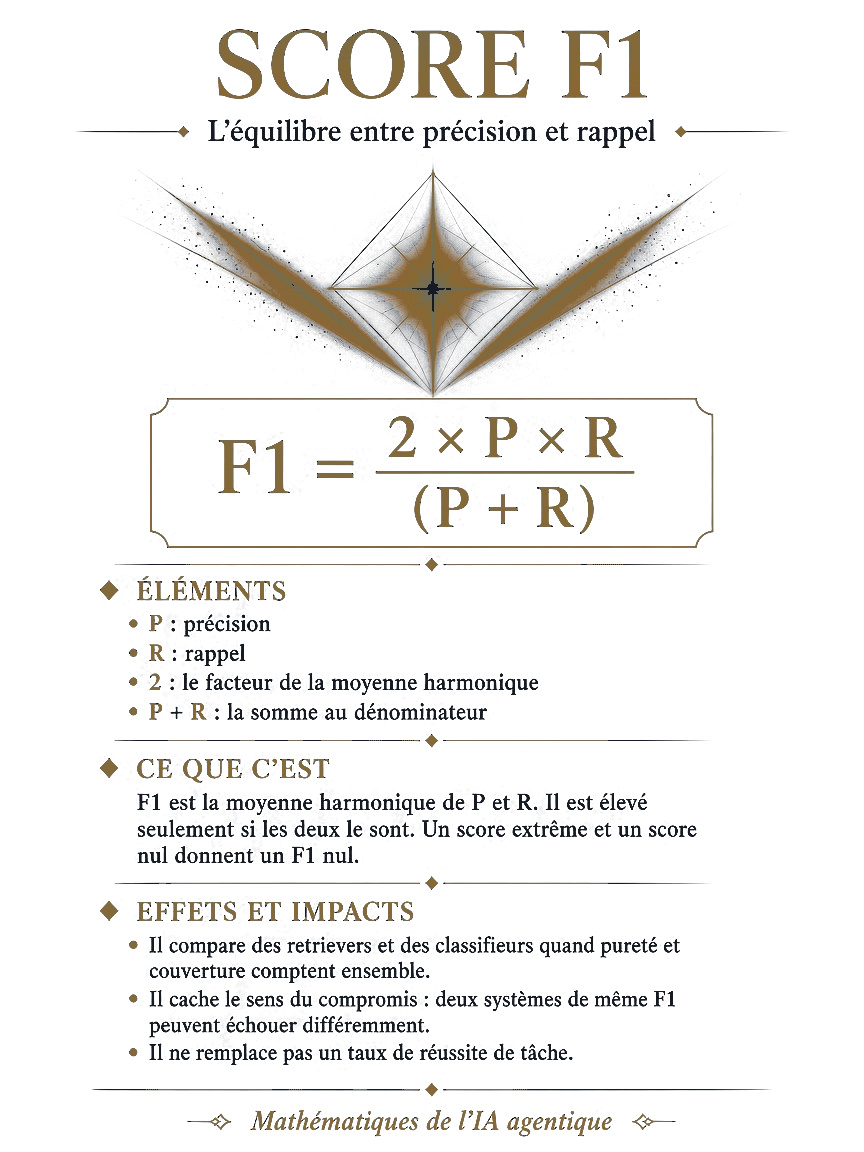 SCORE F1
L'équilibre entre précision et rappel
F1 = 2 × P × R / (P + R)
ÉLÉMENTS
• P : précision
• R : rappel
• 2 : le facteur de la moyenne harmonique
• P + R : la somme au dénominateur
CE QUE C'EST
F1 est la moyenne harmonique de P et R. Il est élevé
seulement si les deux le sont. Un score extrême et un score
nul donnent un F1 nul.
EFFETS ET IMPACTS
• Il compare des retrievers et des classifieurs quand pureté et
couverture comptent ensemble.
• Il cache le sens du compromis : deux systèmes de même F1
peuvent échouer différemment.
• Il ne remplace pas un taux de réussite de tâche.
Mathématiques de l'IA agentique